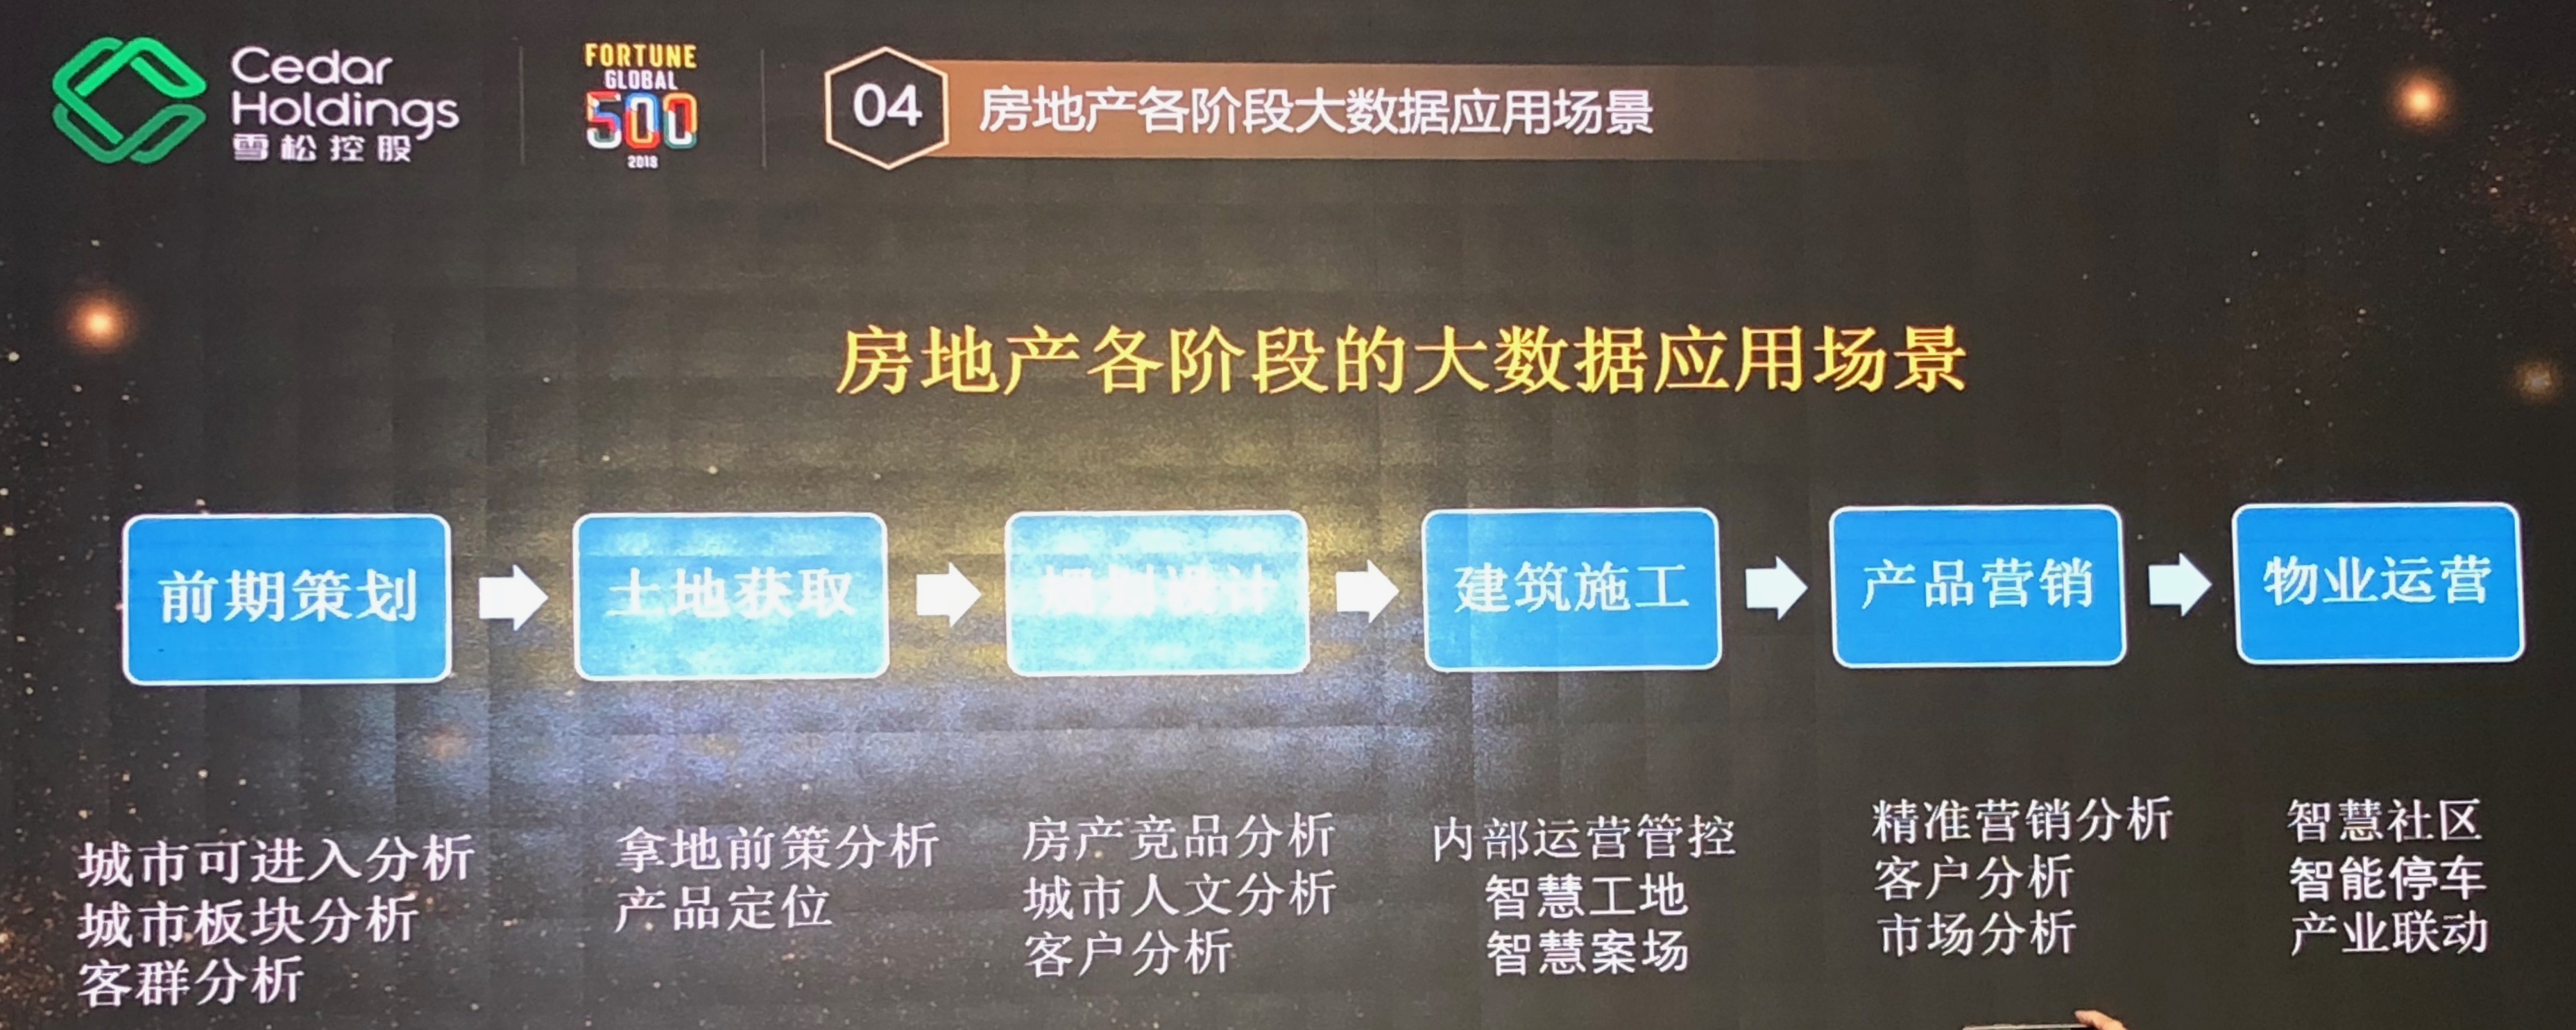 Cedar
Holdings
雪松控股
FORTUNE
GLOBAL
500
2018
04
房地产各阶段大数据应用场景
房地产各阶段的大数据应用场景
前期策划
土地获取
规划设计
建筑施工
产品营销
物业运营
城市可进入分析
城市板块分析
客群分析
拿地前策分析
产品定位
房产竞品分析
城市人文分析
客户分析
内部运营管控
智慧工地
智慧案场
精准营销分析
客户分析
市场分析
智慧社区
智能停车
产业联动